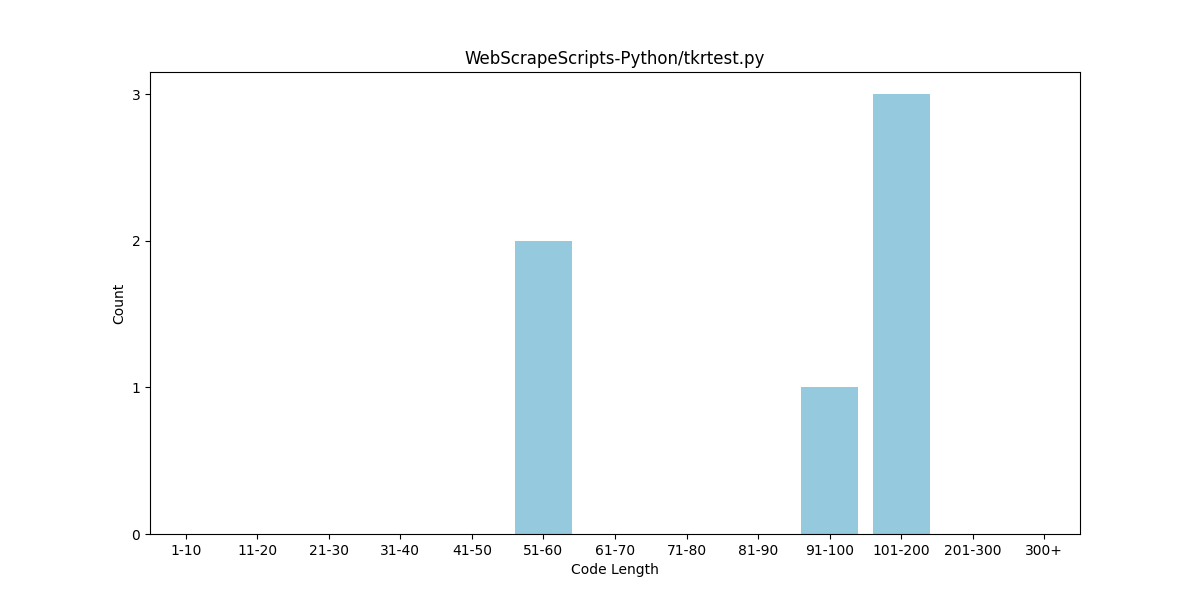 WebScrapeScripts-Python/tkrtest.py
Count
3
2
1
0
1-10 11-20 21-30 31-40 41-50 51-60 61-70 71-80 81-90 91-100 101-200 201-300 300+
Code Length